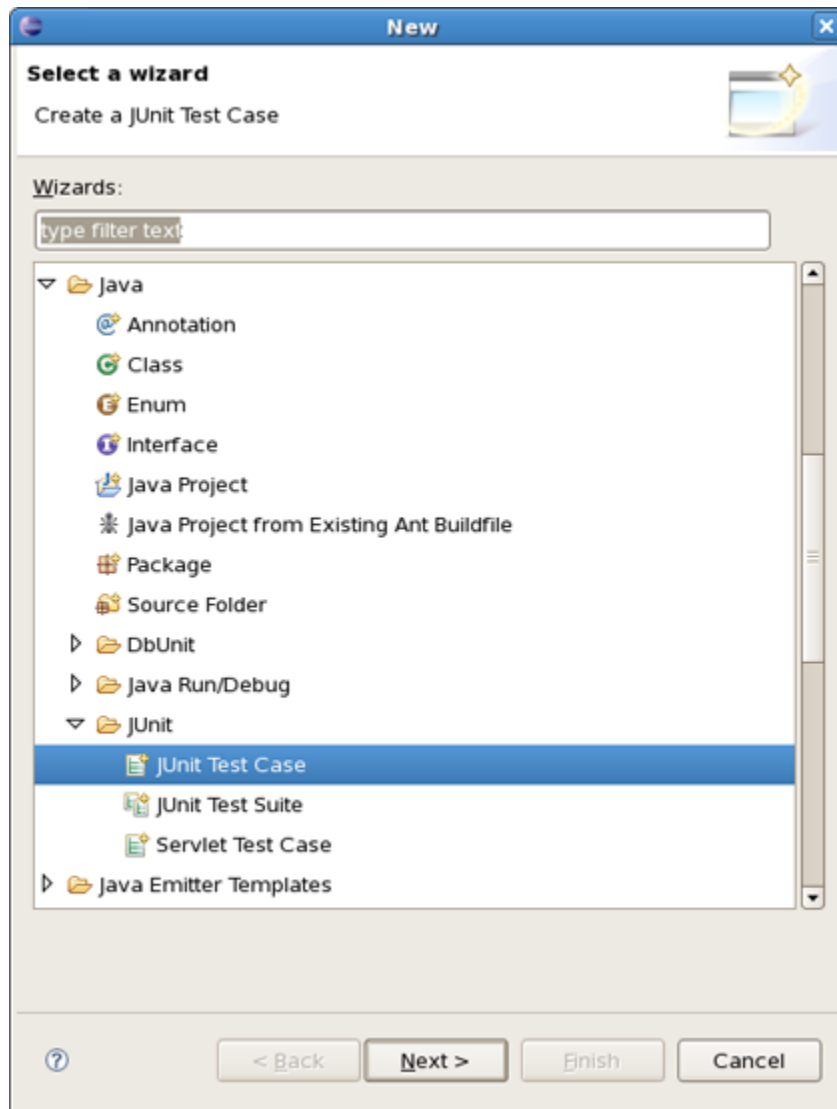 New
Select a wizard
Create a JUnit Test Case
Wizards:
type filter text
Java
Annotation
Class
Enum
Interface
Java Project
Java Project from Existing Ant Buildfile
Package
Source Folder
DbUnit
Java Run/Debug
JUnit
JUnit Test Case
JUnit Test Suite
Servlet Test Case
Java Emitter Templates
< Back Next > Finish Cancel